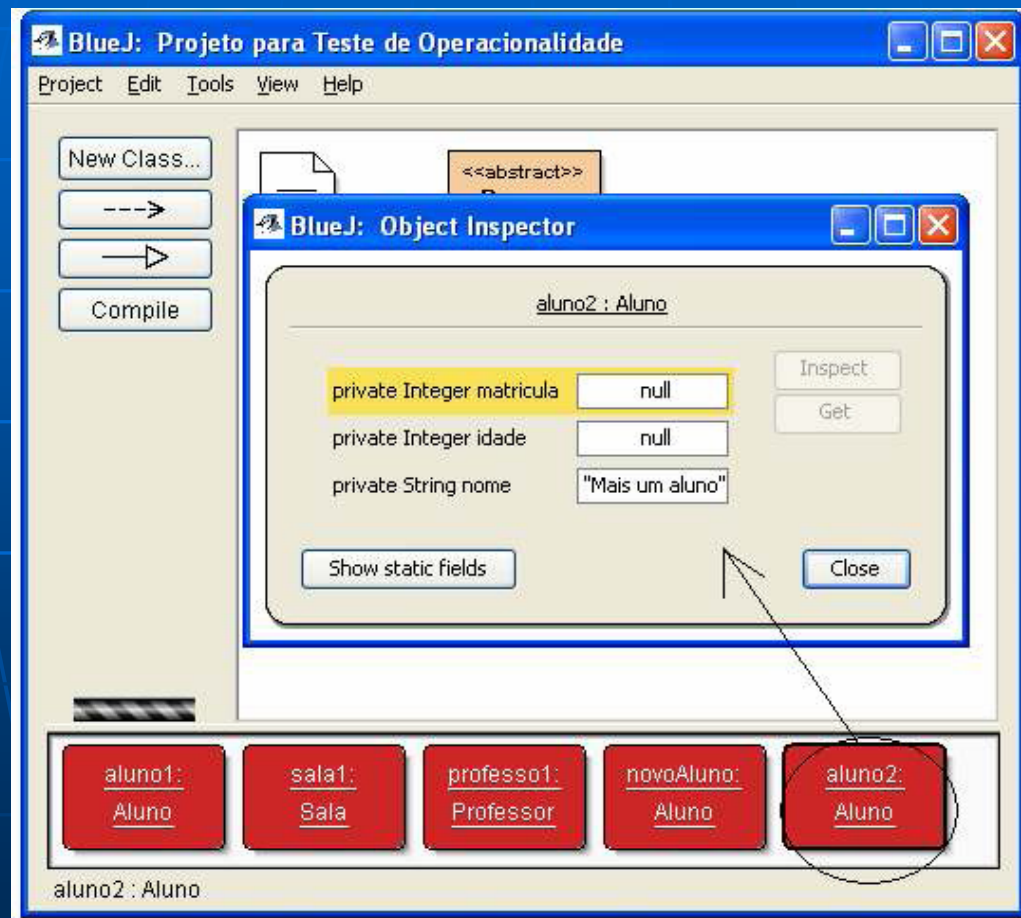 BlueJ: Projeto para Teste de Operacionalidade
Project Edit Tools View Help
New Class...
Compile
<<abstract>>
BlueJ: Object Inspector
aluno2 : Aluno
private Integer matricula null
private Integer idade null
private String nome "Mais um aluno"
Inspect
Get
Show static fields
Close
aluno1:
Aluno
sala1:
Sala
professo1:
Professor
novoAluno:
Aluno
aluno2:
Aluno
aluno2 : Aluno